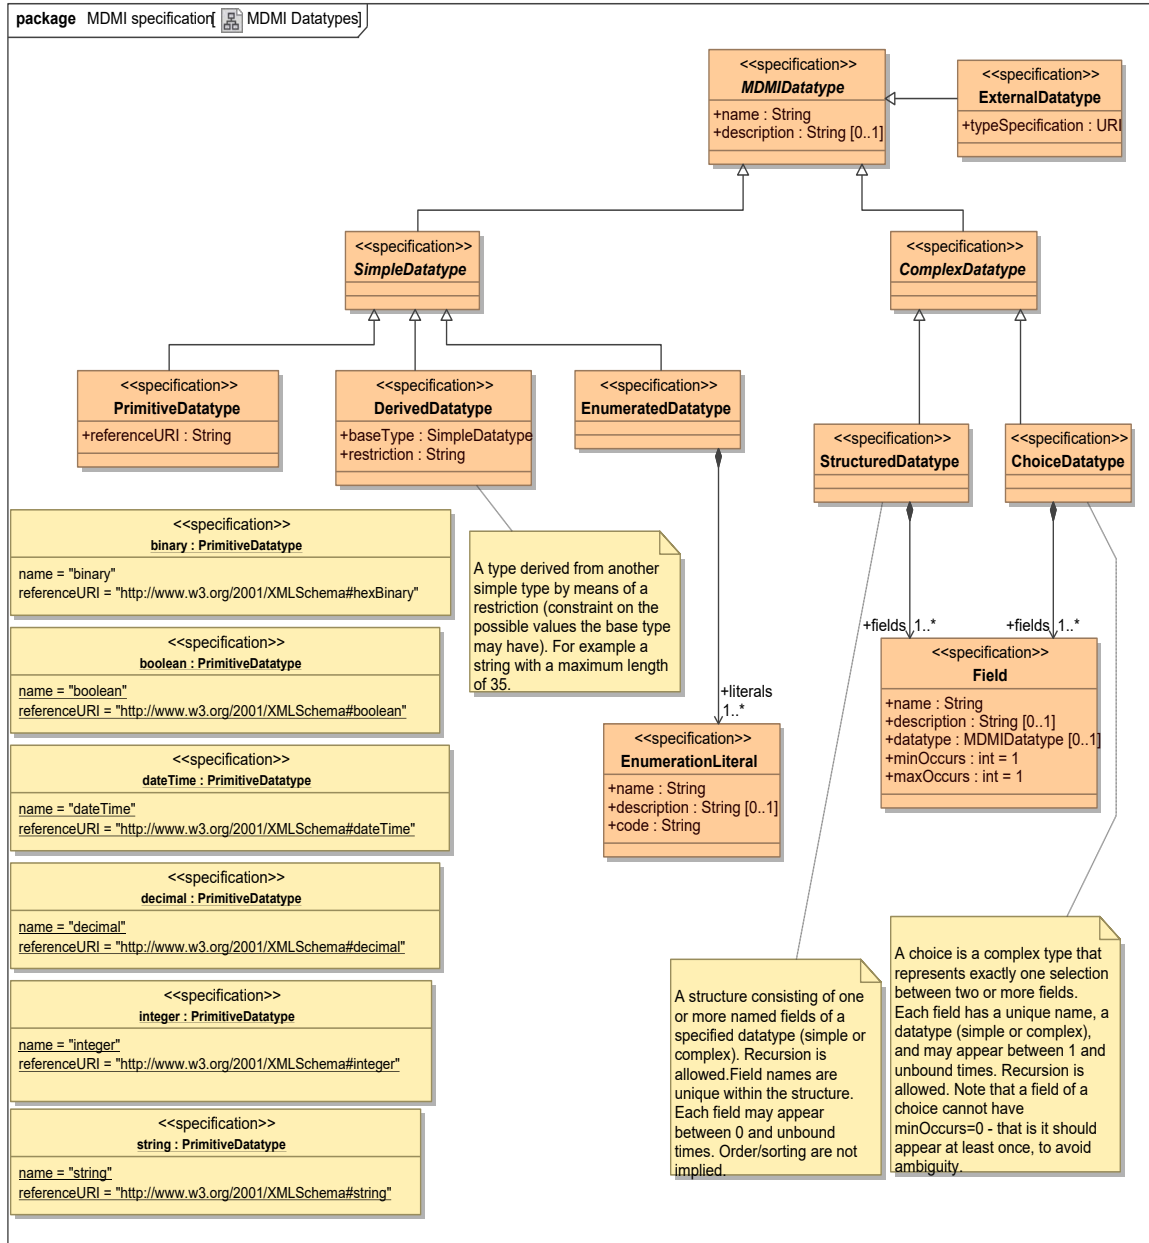 package MDMI specification[ MDMI Datatypes]
<<specification>>
MDMIDatatype
+name : String
+description : String [0..1]
<<specification>>
ExternalDatatype
+typeSpecification : URI
<<specification>>
SimpleDatatype
<<specification>>
ComplexDatatype
<<specification>>
PrimitiveDatatype
+referenceURI : String
<<specification>>
DerivedDatatype
+baseType : SimpleDatatype
+restriction : String
<<specification>>
EnumeratedDatatype
<<specification>>
StructuredDatatype
<<specification>>
ChoiceDatatype
<<specification>>
binary : PrimitiveDatatype
name = "binary"
referenceURI = "http://www.w3.org/2001/XMLSchema#hexBinary"
A type derived from another
simple type by means of a
restriction (constraint on the
possible values the base type
may have). For example a
string with a maximum length
of 35.
+fields 1..*
+fields 1..*
<<specification>>
boolean : PrimitiveDatatype
name = "boolean"
referenceURI = "http://www.w3.org/2001/XMLSchema#boolean"
<<specification>>
Field
+name : String
+description : String [0..1]
+datatype : MDMIDatatype [0..1]
+minOccurs : int = 1
+maxOccurs : int = 1
+literals
1..*
<<specification>>
EnumerationLiteral
+name : String
+description : String [0..1]
+code : String
<<specification>>
dateTime : PrimitiveDatatype
name = "dateTime"
referenceURI = "http://www.w3.org/2001/XMLSchema#dateTime"
<<specification>>
decimal : PrimitiveDatatype
name = "decimal"
referenceURI = "http://www.w3.org/2001/XMLSchema#decimal"
<<specification>>
integer : PrimitiveDatatype
name = "integer"
referenceURI = "http://www.w3.org/2001/XMLSchema#integer"
<<specification>>
string : PrimitiveDatatype
name = "string"
referenceURI = "http://www.w3.org/2001/XMLSchema#string"
A structure consisting of one
or more named fields of a
specified datatype (simple or
complex). Recursion is
allowed.Field names are
unique within the structure.
Each field may appear
between 0 and unbound
times. Order/sorting are not
implied.
A choice is a complex type that
represents exactly one selection
between two or more fields.
Each field has a unique name, a
datatype (simple or complex),
and may appear between 1 and
unbound times. Recursion is
allowed. Note that a field of a
choice cannot have
minOccurs=0 - that is it should
appear at least once, to avoid
ambiguity.